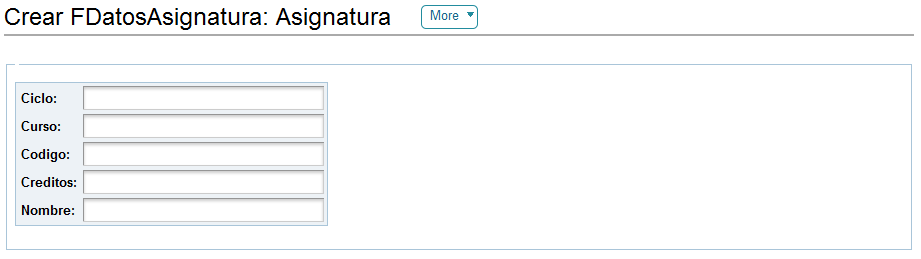 Crear FDatosAsignatura: Asignatura More
Ciclo:
Curso:
Codigo:
Creditos:
Nombre: